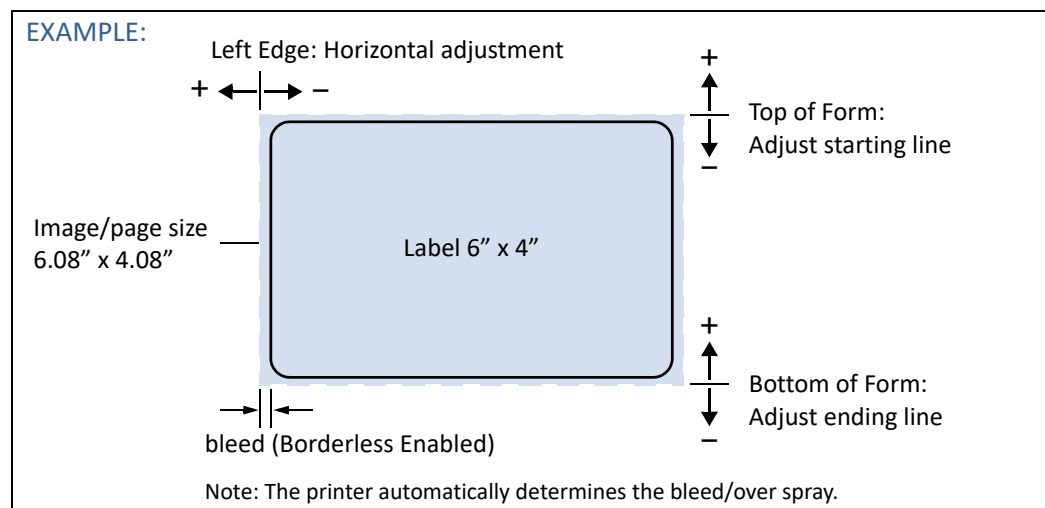 EXAMPLE:
Left Edge: Horizontal adjustment
+ −
+
Top of Form:
Adjust starting line
−
Image/page size
6.08” x 4.08”
Label 6” x 4”
+
Bottom of Form:
Adjust ending line
−
bleed (Borderless Enabled)
Note: The printer automatically determines the bleed/over spray.